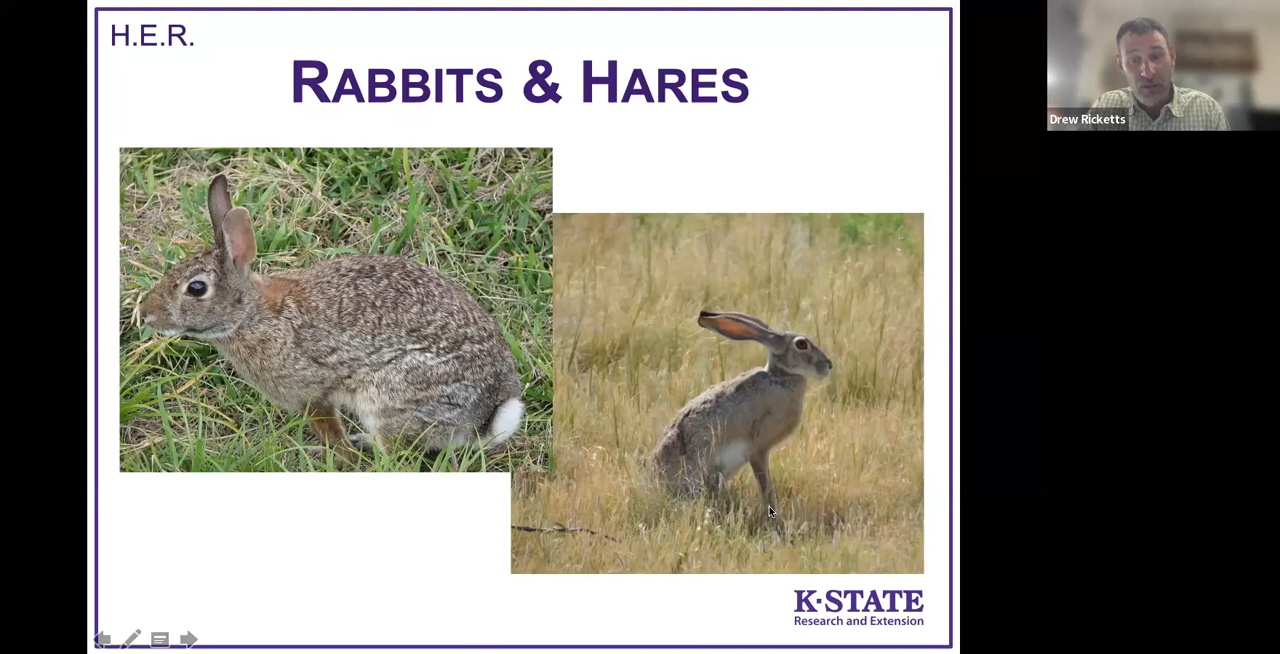 H.E.R.
RABBITS & HARES
Drew Ricketts
K·STATE
Research and Extension